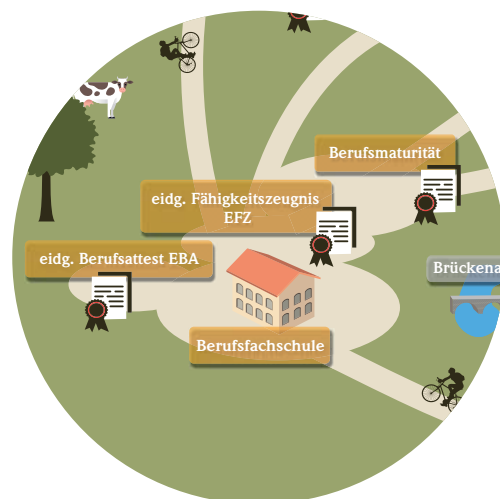 Berufsmaturität
eidg. Fähigkeitszeugnis
EFZ
eidg. Berufsattest EBA
Berufsfachschule